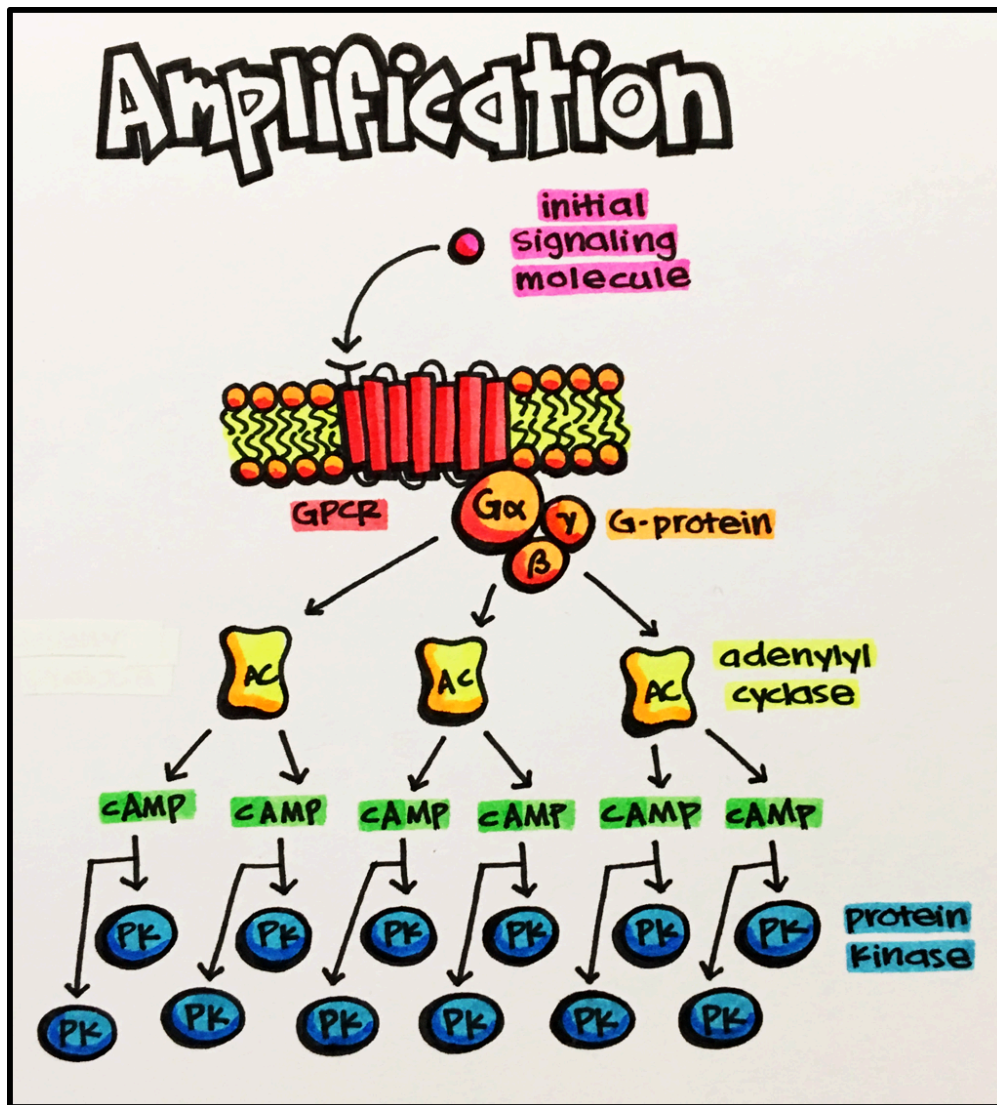 Amplification
initial
signaling
molecule
GPCR
Gα
γ
β
G-protein
AC
AC
AC
adenylyl
cyclase
cAMP
cAMP
cAMP
cAMP
cAMP
cAMP
PK
PK
PK
PK
PK
PK
protein
kinase
PK
PK
PK
PK
PK
PK